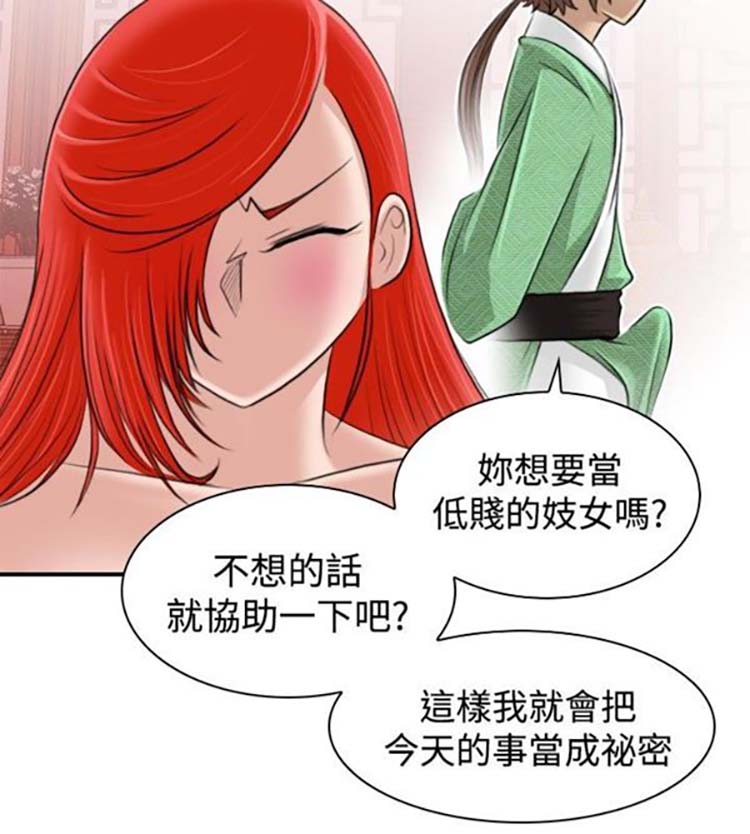 妳想要當
低賤的妓女嗎?
不想的話
就協助一下吧?
這樣我就會把
今天的事當成祕密